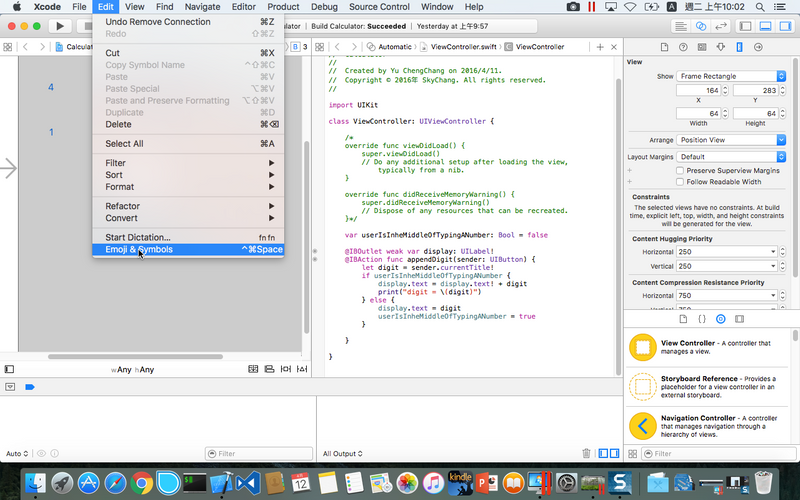 Xcode File Edit View Find Navigate Editor Product Debug Source Control Window Help
週二 上午10:02
Build Calculator: Succeeded | Yesterday at 上午9:57
Undo Remove Connection ⌘Z
Redo ⇧⌘Z
Cut ⌘X
Copy Symbol Name ^⇧⌘C
Paste ⌘V
Paste Special ⌥⌘V
Paste and Preserve Formatting ⌥⇧⌘V
Duplicate ⌘D
Delete ⌘⌫
Select All ⌘A
Filter
Sort
Format
Refactor
Convert
Start Dictation... fn fn
Emoji & Symbols ^⌘Space
B 3
4
1
wAny hAny
Automatic ViewController.swift ViewController
//
// Created by Yu ChengChang on 2016/4/11.
// Copyright © 2016年 SkyChang. All rights reserved.
//
import UIKit
class ViewController: UIViewController {
/*
override func viewDidLoad() {
super.viewDidLoad()
// Do any additional setup after loading the view,
typically from a nib.
}
override func didReceiveMemoryWarning() {
super.didReceiveMemoryWarning()
// Dispose of any resources that can be recreated.
}*/
var userIsInheMiddleOfTypingANumber: Bool = false
@IBOutlet weak var display: UILabel!
@IBAction func appendDigit(sender: UIButton) {
let digit = sender.currentTitle!
if userIsInheMiddleOfTypingANumber {
display.text = display.text! + digit
print("digit = \(digit)")
} else {
display.text = digit
userIsInheMiddleOfTypingANumber = true
}
}
}
View
Show Frame Rectangle
164 283
X Y
64 64
Width Height
Arrange Position View
Layout Margins Default
Preserve Superview Margins
Follow Readable Width
Constraints
The selected views have no constraints. At build
time, explicit left, top, width, and height constraints
will be generated for the view.
Content Hugging Priority
Horizontal 250
Vertical 250
Content Compression Resistance Priority
Horizontal 750
View Controller - A controller that
manages a view.
Storyboard Reference - Provides a
placeholder for a view controller in
an external storyboard.
Navigation Controller - A controller
that manages navigation through a
hierarchy of views.
Auto Filter
All Output
Filter
12
kindle